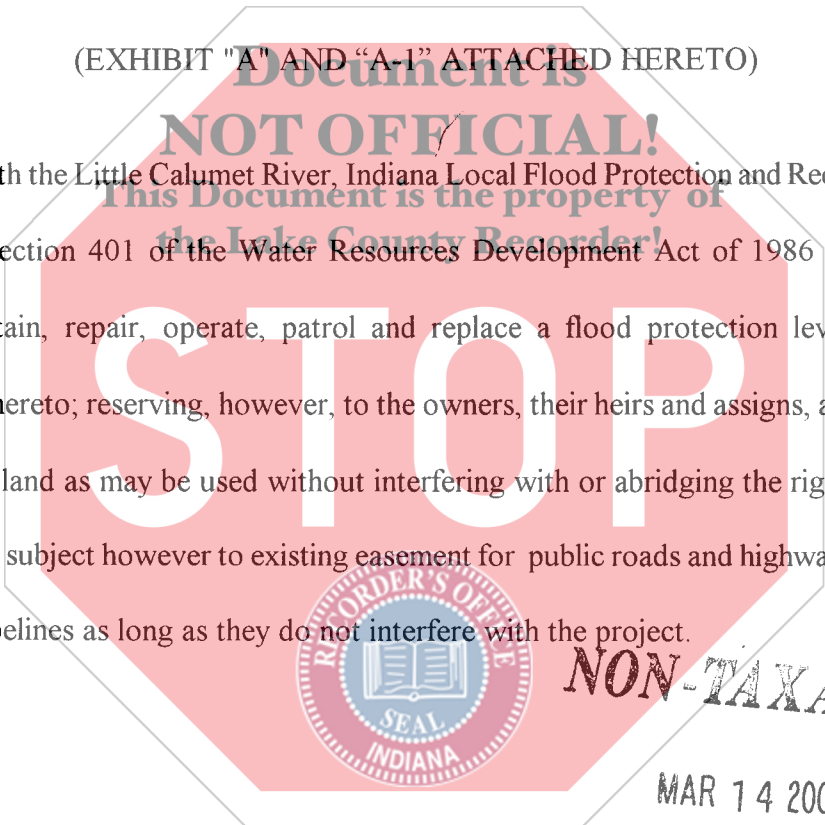 (EXHIBIT "A" AND “A-1” ATTACHED HERETO)
Document is
NOT OFFICIAL!
th the Little Calumet River, Indiana Local Flood Protection and Rec
This Document is the property of
the Lake County Recorder!
ection 401 of the Water Resources Development Act of 1986
tain, repair, operate, patrol and replace a flood protection lev
hereto; reserving, however, to the owners, their heirs and assigns, a
land as may be used without interfering with or abridging the rig
STOP
subject however to existing easement for public roads and highwa
pelines as long as they do not interfere with the project.
RECORDER'S OFFICE
SEAL
INDIANA
NON-TAXA
MAR 14 200